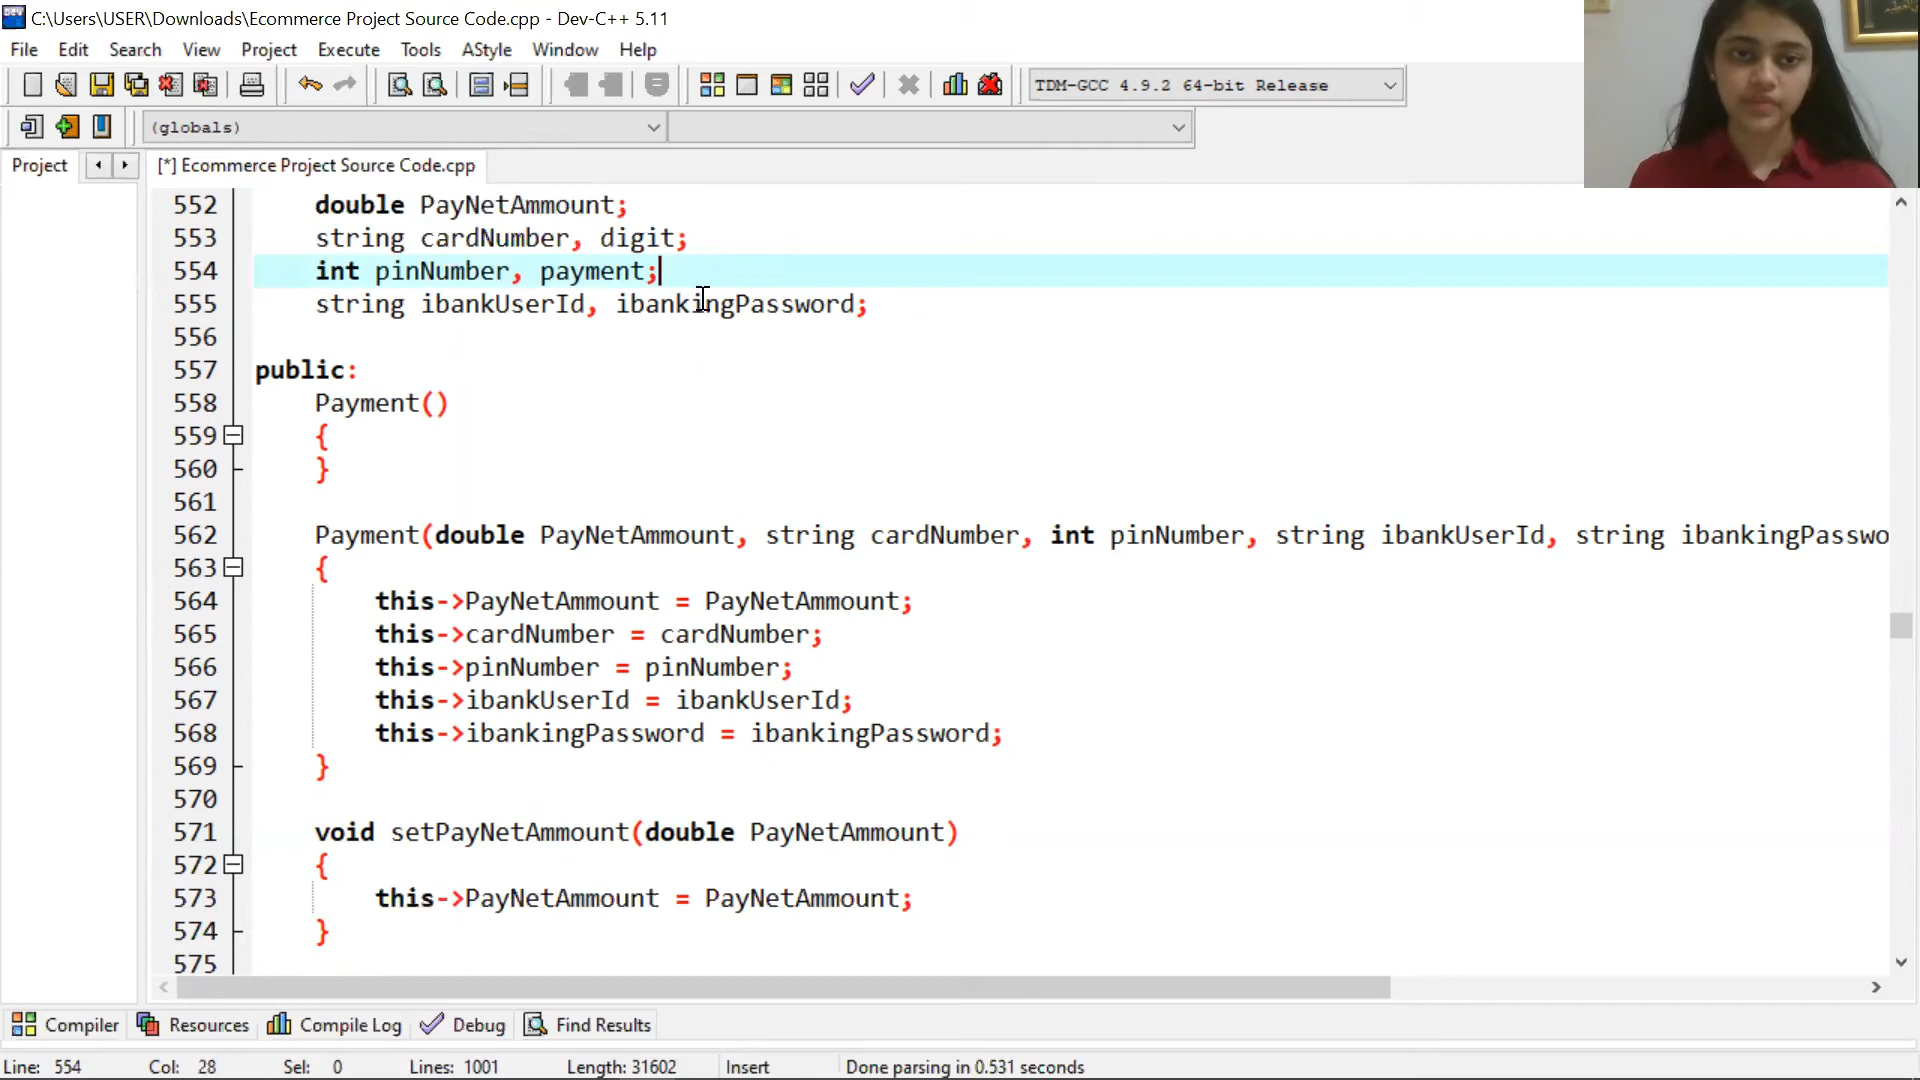 C:\Users\USER\Downloads\Ecommerce Project Source Code.cpp - Dev-C++ 5.11
File Edit Search View Project Execute Tools AStyle Window Help
TDM-GCC 4.9.2 64-bit Release
(globals)
Project [*] Ecommerce Project Source Code.cpp
552 double PayNetAmmount;
553 string cardNumber, digit;
554 int pinNumber, payment;
555 string ibankUserId, ibankingPassword;
556
557 public:
558 Payment()
559 {
560 }
561
562 Payment(double PayNetAmmount, string cardNumber, int pinNumber, string ibankUserId, string ibankingPasswo
563 {
564 this->PayNetAmmount = PayNetAmmount;
565 this->cardNumber = cardNumber;
566 this->pinNumber = pinNumber;
567 this->ibankUserId = ibankUserId;
568 this->ibankingPassword = ibankingPassword;
569 }
570
571 void setPayNetAmmount(double PayNetAmmount)
572 {
573 this->PayNetAmmount = PayNetAmmount;
574 }
575
Compiler Resources Compile Log Debug Find Results
Line: 554 Col: 28 Sel: 0 Lines: 1001 Length: 31602 Insert Done parsing in 0.531 seconds